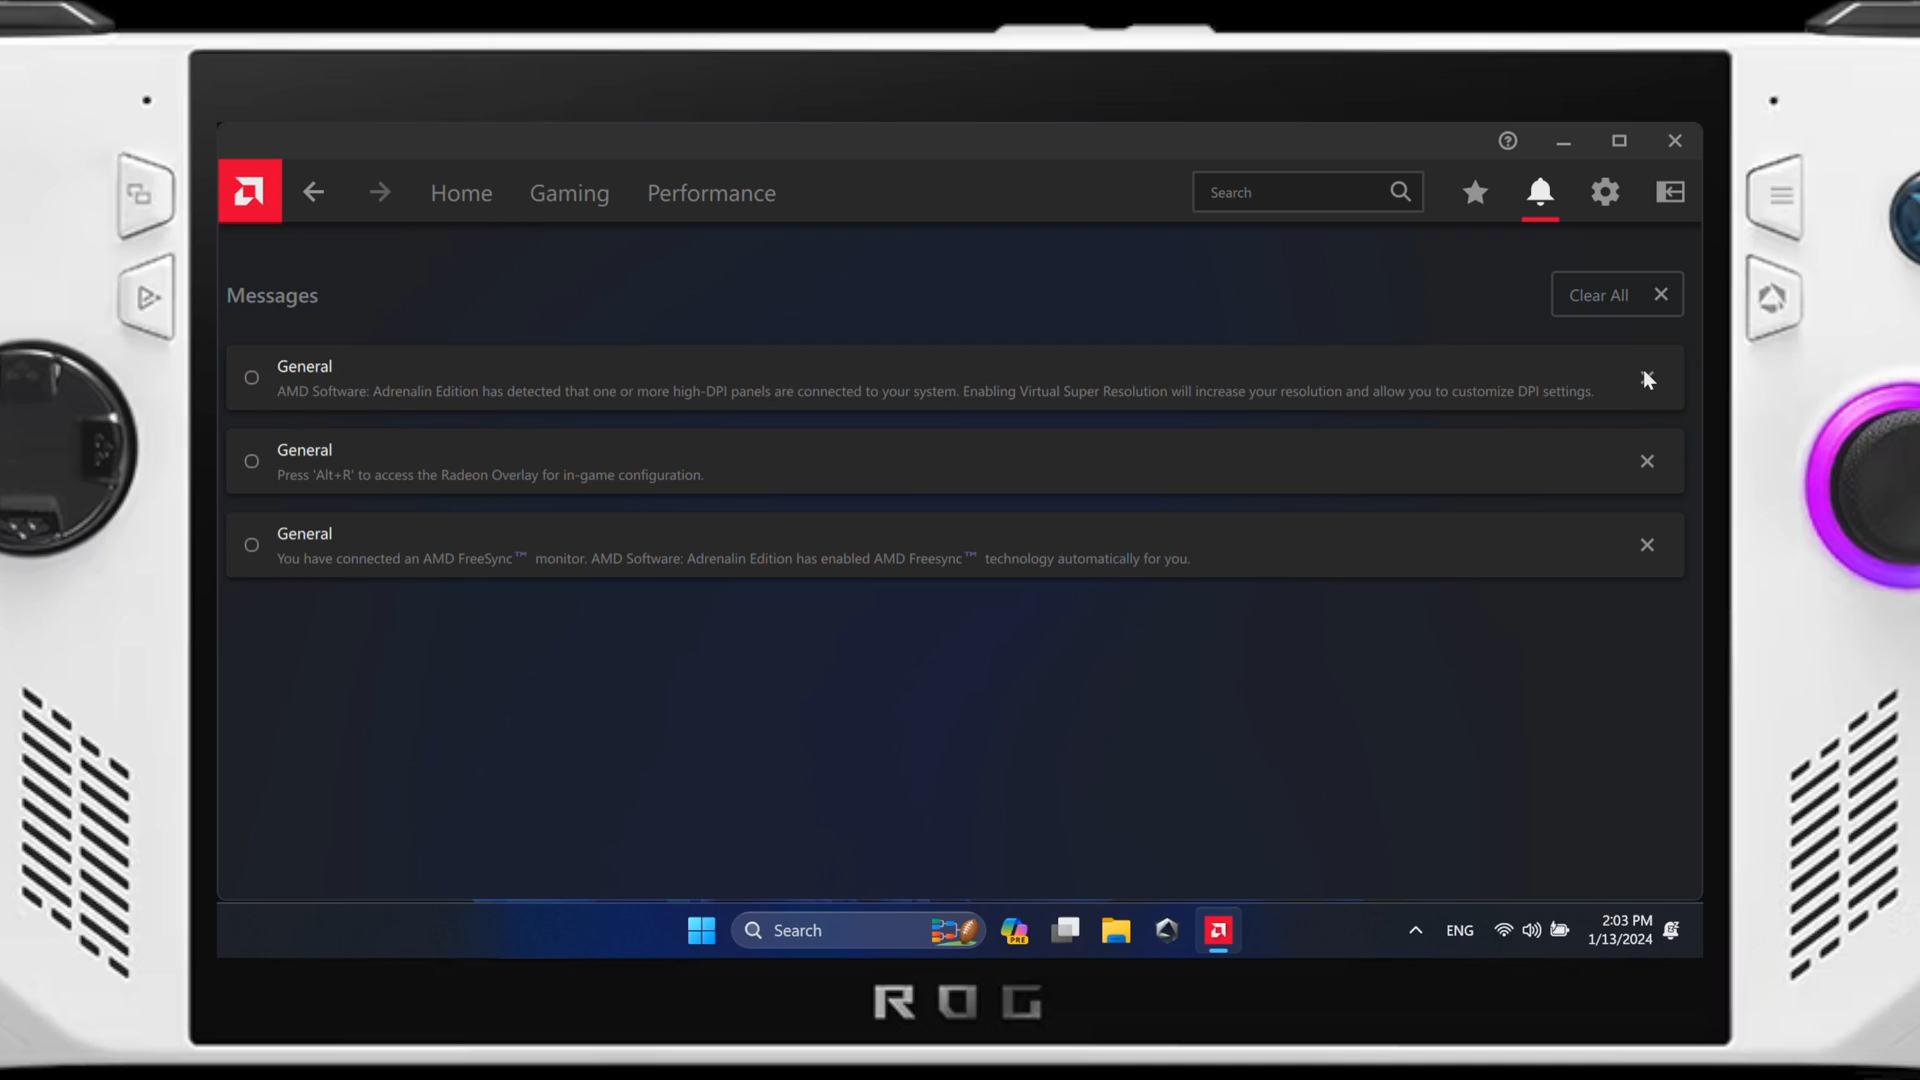 Home
Gaming
Performance
Search
Messages
Clear All
General
AMD Software: Adrenalin Edition has detected that one or more high-DPI panels are connected to your system. Enabling Virtual Super Resolution will increase your resolution and allow you to customize DPI settings.
General
Press 'Alt+R' to access the Radeon Overlay for in-game configuration.
General
You have connected an AMD FreeSync™ monitor. AMD Software: Adrenalin Edition has enabled AMD Freesync™ technology automatically for you.
Search
PRE
ENG
2:03 PM
1/13/2024
ROG